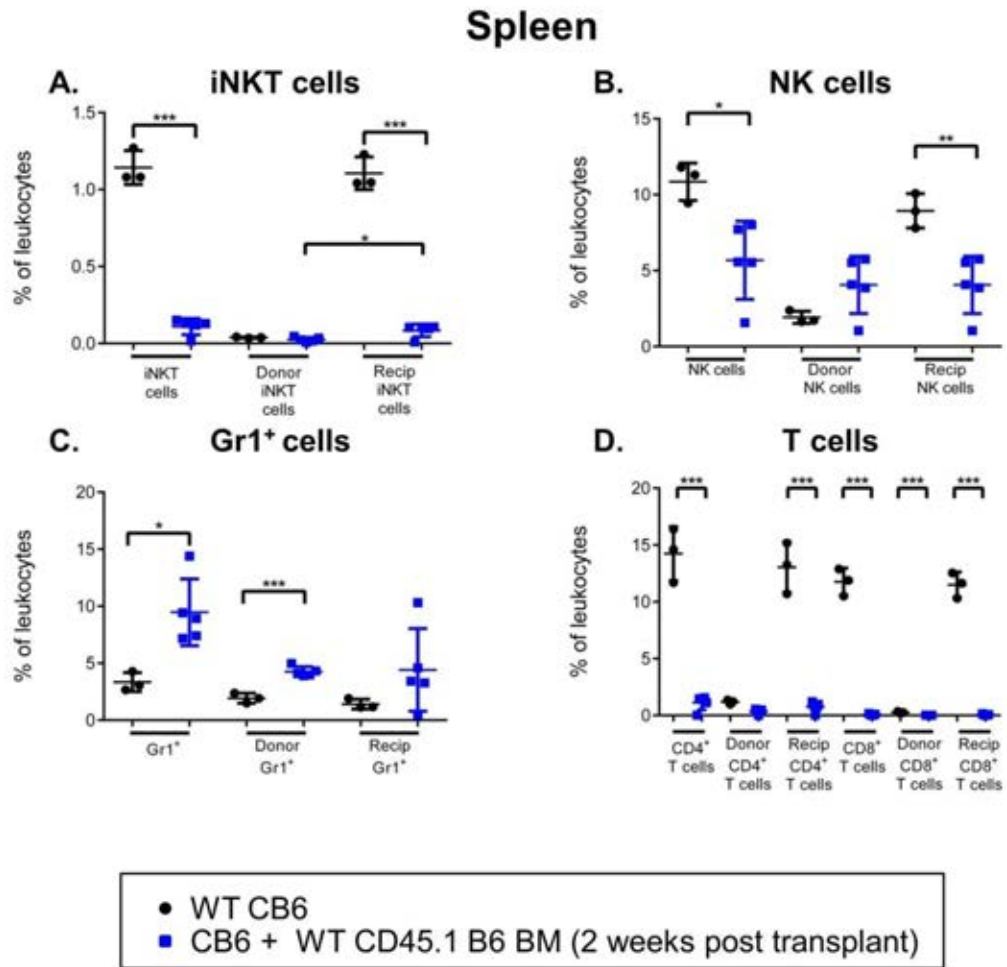 Spleen
A. iNKT cells
% of leukocytes
1.5
1.0
0.5
0.0
***
***
*
iNKT
cells
Donor
iNKT
cells
Recip
iNKT
cells
B. NK cells
% of leukocytes
15
10
5
0
*
**
NK cells
Donor
NK cells
Recip
NK cells
C. Gr1⁺ cells
% of leukocytes
20
15
10
5
0
*
***
Gr1⁺
Donor
Gr1⁺
Recip
Gr1⁺
D. T cells
% of leukocytes
20
15
10
5
0
***
***
***
***
***
CD4⁺
T cells
Donor
CD4⁺
T cells
Recip
CD4⁺
T cells
CD8⁺
T cells
Donor
CD8⁺
T cells
Recip
CD8⁺
T cells
WT CB6
CB6 + WT CD45.1 B6 BM (2 weeks post transplant)